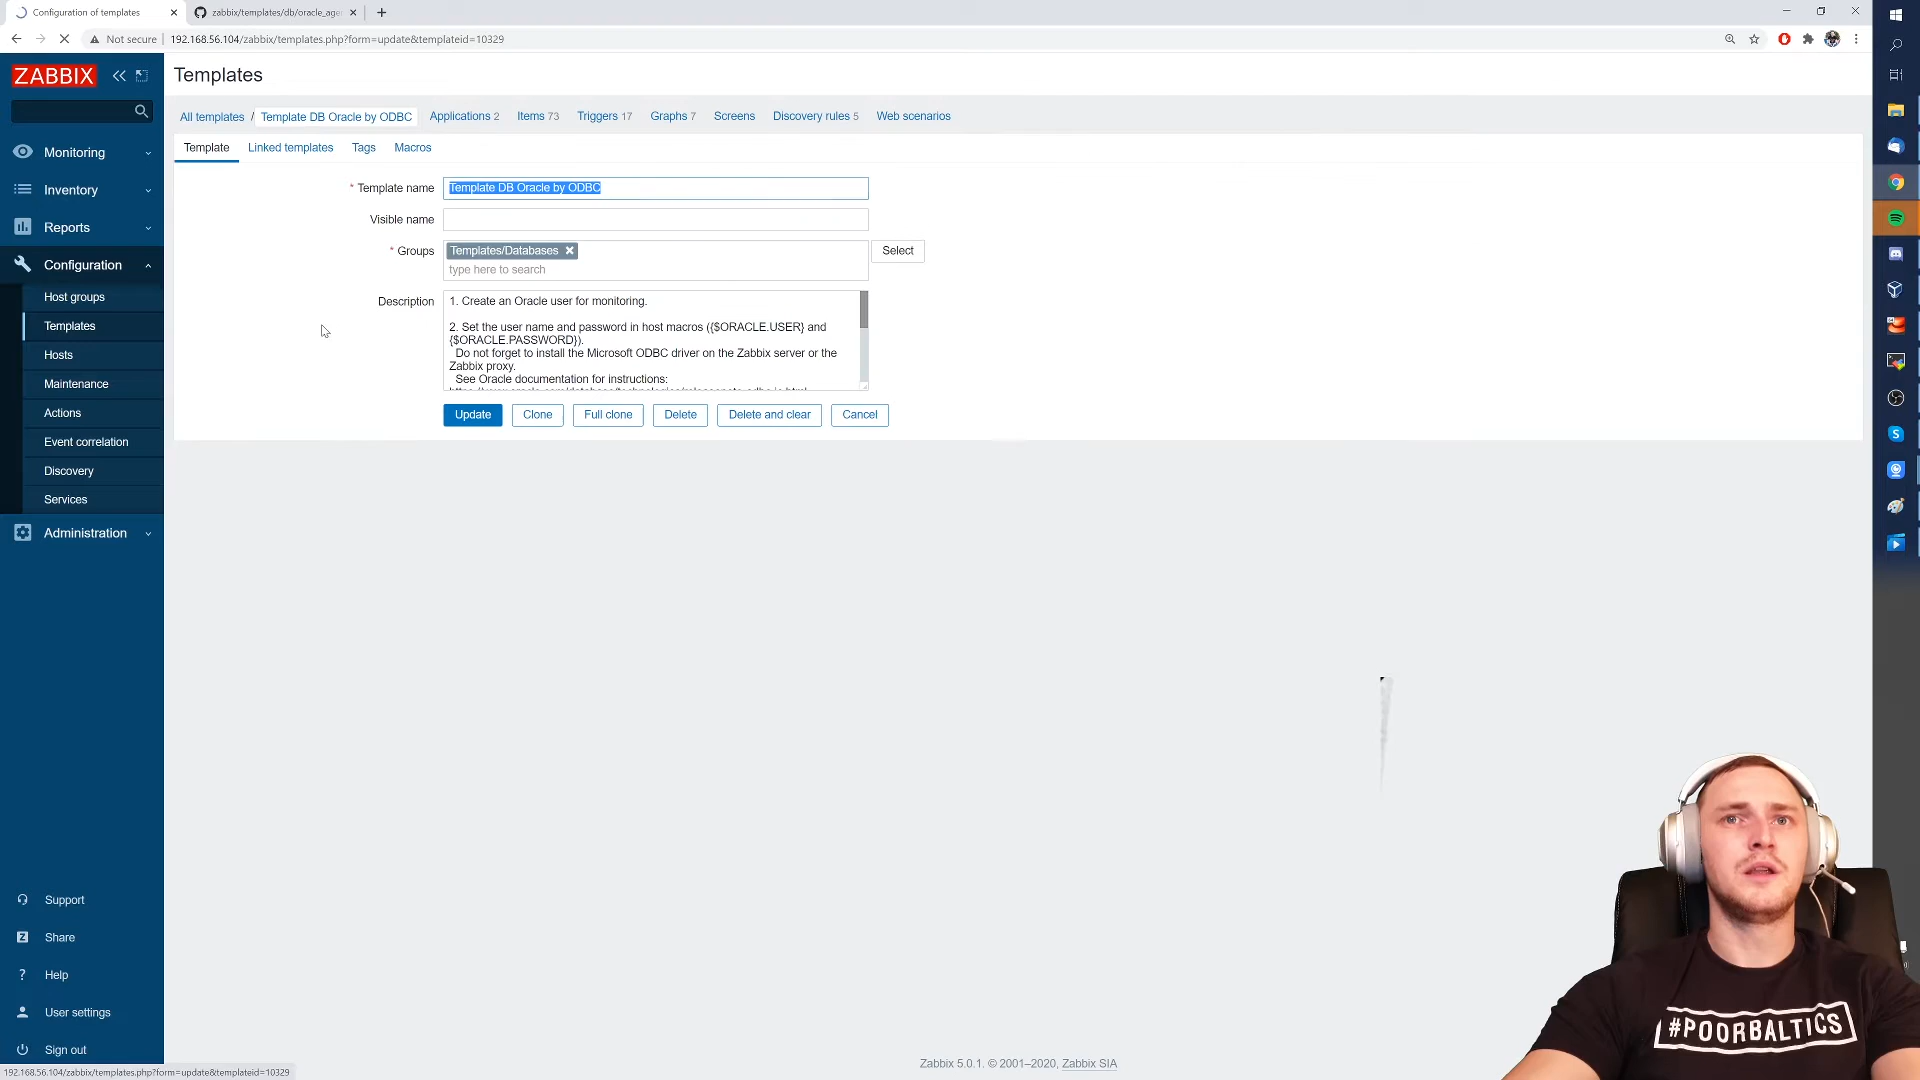 Configuration of templates
zabbix/templates/db/oracle_age
Not secure
192.168.56.104/zabbix/templates.php?form=update&templateid=10329
ZABBIX
Templates
All templates / Template DB Oracle by ODBC Applications 2 Items 73 Triggers 17 Graphs 7 Screens Discovery rules 5 Web scenarios
Template Linked templates Tags Macros
* Template name Template DB Oracle by ODBC
Visible name
* Groups Templates/Databases Select
type here to search
Description 1. Create an Oracle user for monitoring.
2. Set the user name and password in host macros ({$ORACLE.USER} and
{$ORACLE.PASSWORD}).
Do not forget to install the Microsoft ODBC driver on the Zabbix server or the
Zabbix proxy.
See Oracle documentation for instructions:
Update Clone Full clone Delete Delete and clear Cancel
Monitoring
Inventory
Reports
Configuration
Host groups
Templates
Hosts
Maintenance
Actions
Event correlation
Discovery
Services
Administration
Support
Share
Help
User settings
Sign out
192.168.56.104/zabbix/templates.php?form=update&templateid=10329
Zabbix 5.0.1. © 2001–2020, Zabbix SIA
#POORBALTICS